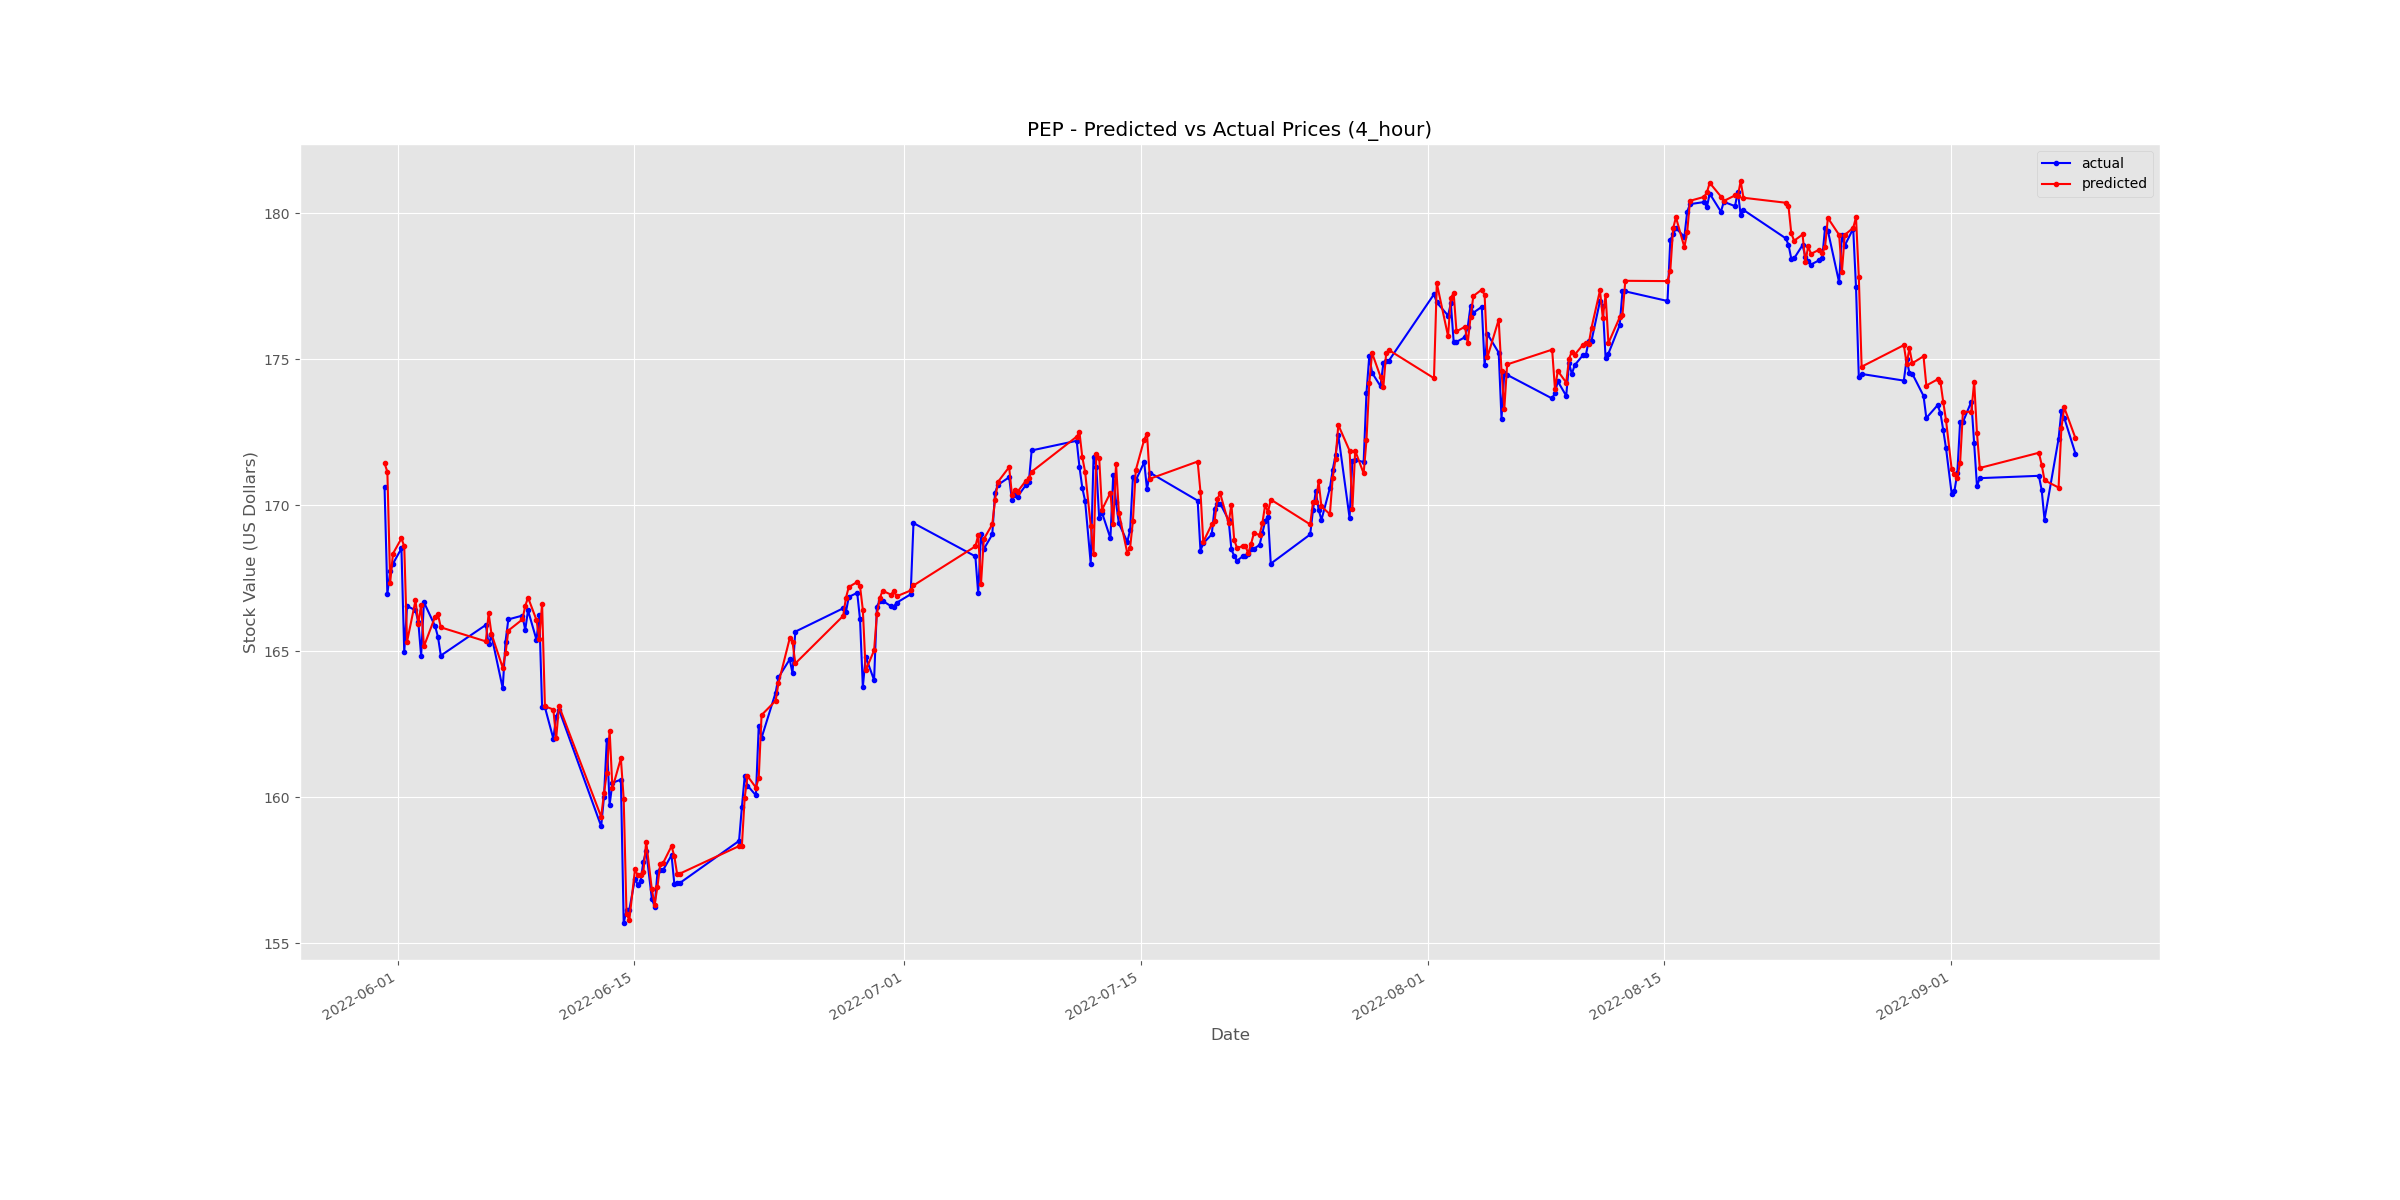 PEP - Predicted vs Actual Prices (4_hour)
actual
predicted
Stock Value (US Dollars)
180
175
170
165
160
155
2022-06-01
2022-06-15
2022-07-01
2022-07-15
2022-08-01
2022-08-15
2022-09-01
Date